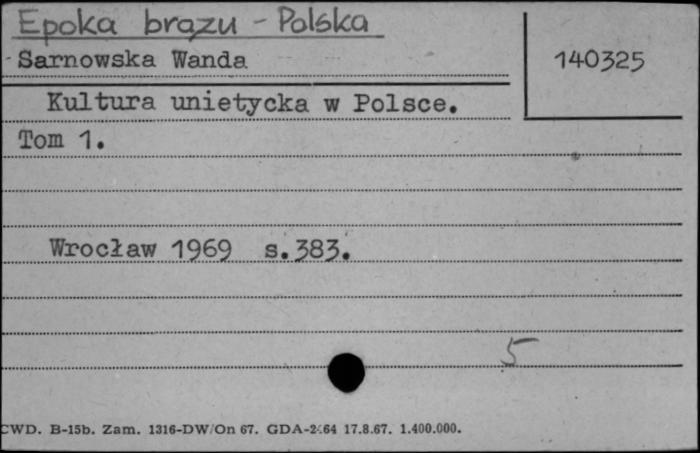 Epoka brązu - Polska
Sarnowska Wanda
140325
Kultura unietycka w Polsce.
Tom 1.
Wrocław 1969 s.383.
5
CWD. B-15b. Zam. 1316-DW/On 67. GDA-2/64 17.8.67. 1.400.000.